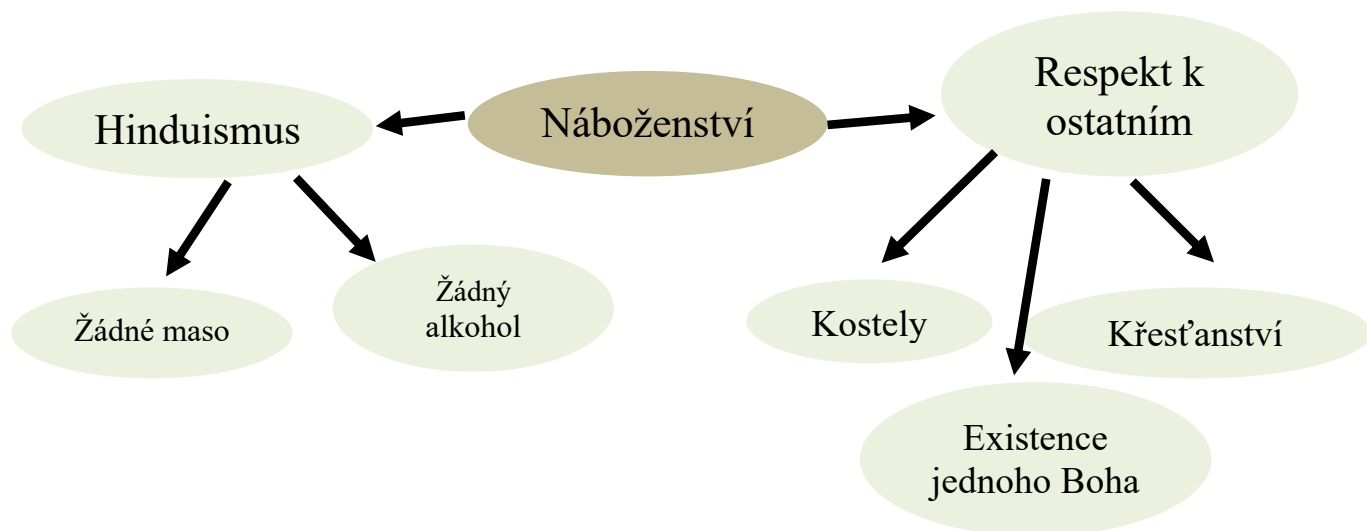 Náboženství
Hinduismus
Respekt k
ostatním
Žádné maso
Žádný
alkohol
Kostely
Křesťanství
Existence
jednoho Boha